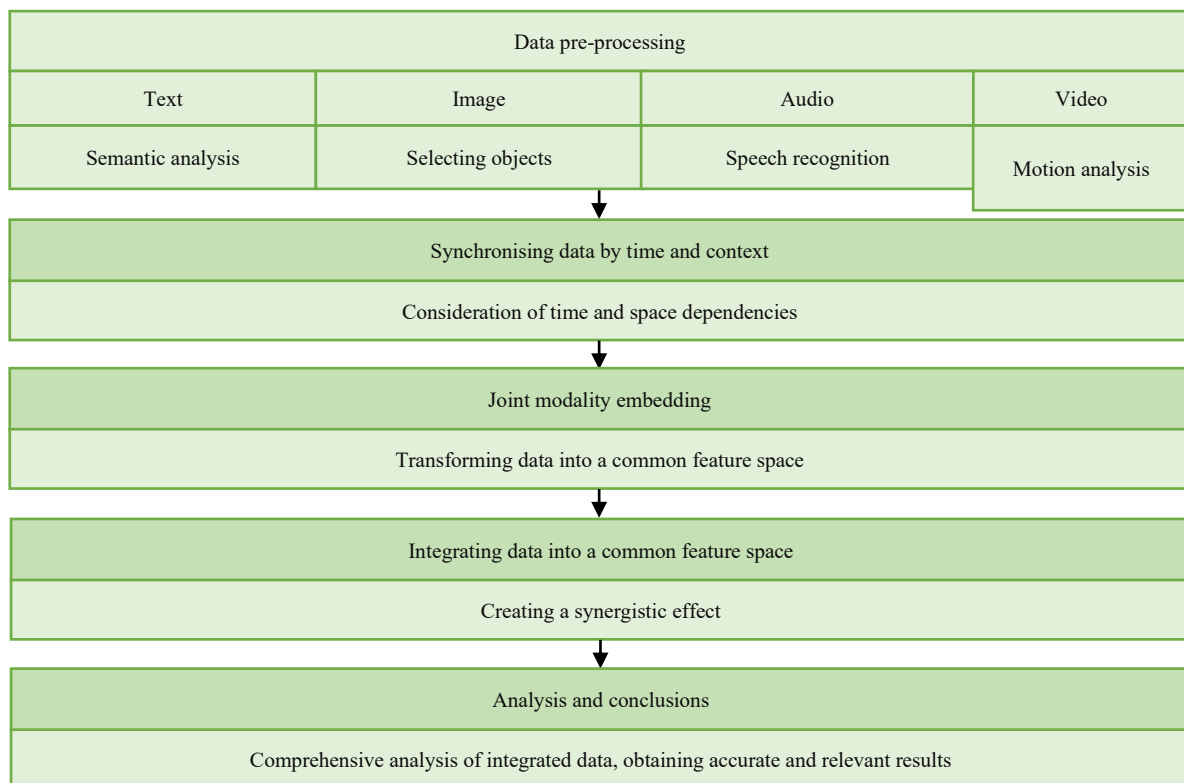 Data pre-processing
Text
Image
Audio
Video
Semantic analysis
Selecting objects
Speech recognition
Motion analysis
Synchronising data by time and context
Consideration of time and space dependencies
Joint modality embedding
Transforming data into a common feature space
Integrating data into a common feature space
Creating a synergistic effect
Analysis and conclusions
Comprehensive analysis of integrated data, obtaining accurate and relevant results